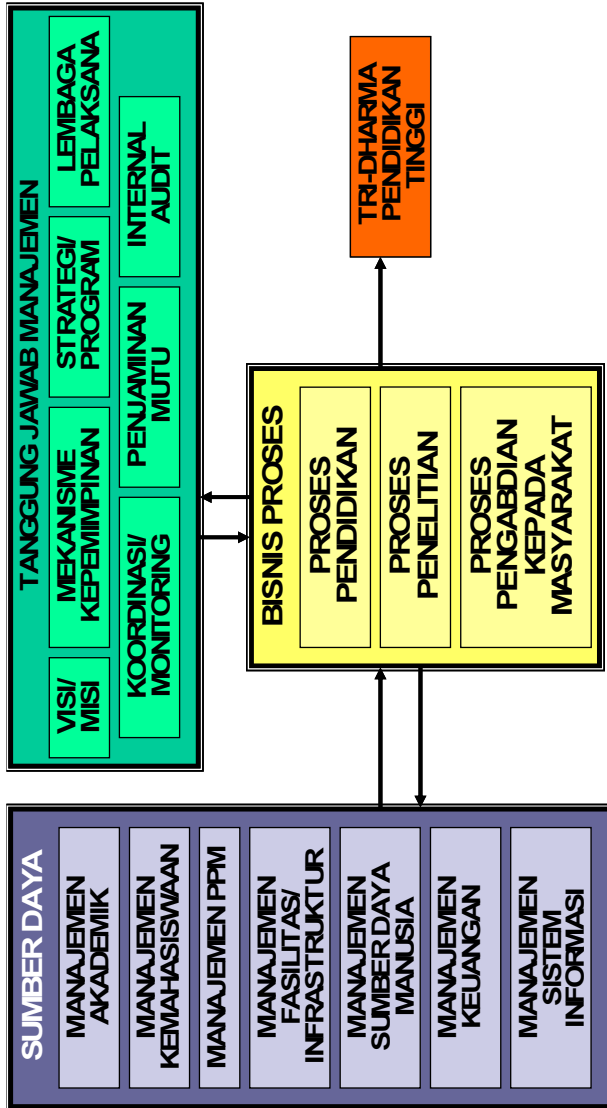 TANGGUNG JAWAB MANAJEMEN
VISI/
MISI
MEKANISME
KEPEMIMPINAN
STRATEGI/
PROGRAM
LEMBAGA
PELAKSANA
KOORDINASI/
MONITORING
PENJAMINAN
MUTU
INTERNAL
AUDIT
SUMBER DAYA
MANAJEMEN
AKADEMIK
MANAJEMEN
KEMAHASISWAAN
MANAJEMEN PPM
MANAJEMEN
FASILITAS/
INFRASTRUKTUR
MANAJEMEN
SUMBER DAYA
MANUSIA
MANAJEMEN
KEUANGAN
MANAJEMEN
SISTEM
INFORMASI
BISNIS PROSES
PROSES
PENDIDIKAN
PROSES
PENELITIAN
PROSES
PENGABDIAN
KEPADA
MASYARAKAT
TRI-DHARMA
PENDIDIKAN
TINGGI